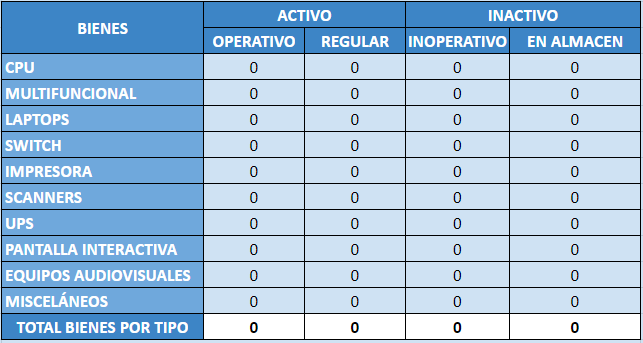 BIENES ACTIVO INACTIVO
OPERATIVO REGULAR INOPERATIVO EN ALMACEN
CPU 0 0 0 0
MULTIFUNCIONAL 0 0 0 0
LAPTOPS 0 0 0 0
SWITCH 0 0 0 0
IMPRESORA 0 0 0 0
SCANNERS 0 0 0 0
UPS 0 0 0 0
PANTALLA INTERACTIVA 0 0 0 0
EQUIPOS AUDIOVISUALES 0 0 0 0
MISCELÁNEOS 0 0 0 0
TOTAL BIENES POR TIPO 0 0 0 0